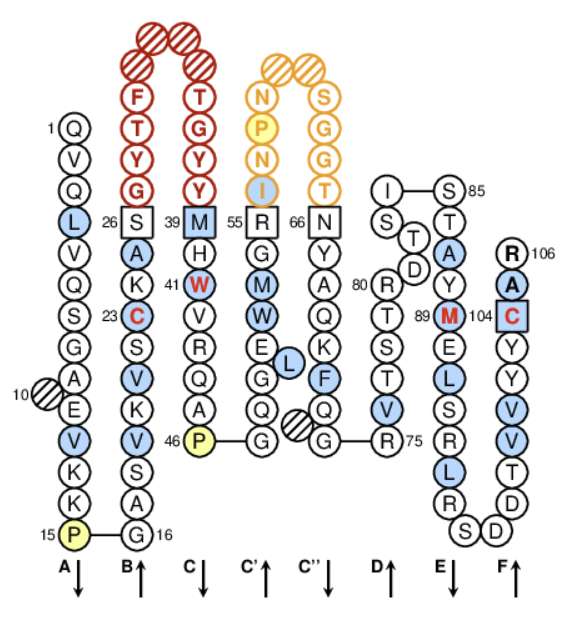 F T N S
1 Q T G P G
V Y Y N G
Q G Y I T I S 85
L 26 S 39 M 55 R 66 N S T
T
V A H G Y A R 106
D
Q K 41 W M A 80 R Y A
S 23 C V W Q T 89 M 104 C
G S R E K S E Y
L
A V Q G F T L Y
10
E K A Q Q V S V
V V 46 P G G R 75 R V
K S L T
K A R D
15 P G 16 S D
A B C C' C'' D E F